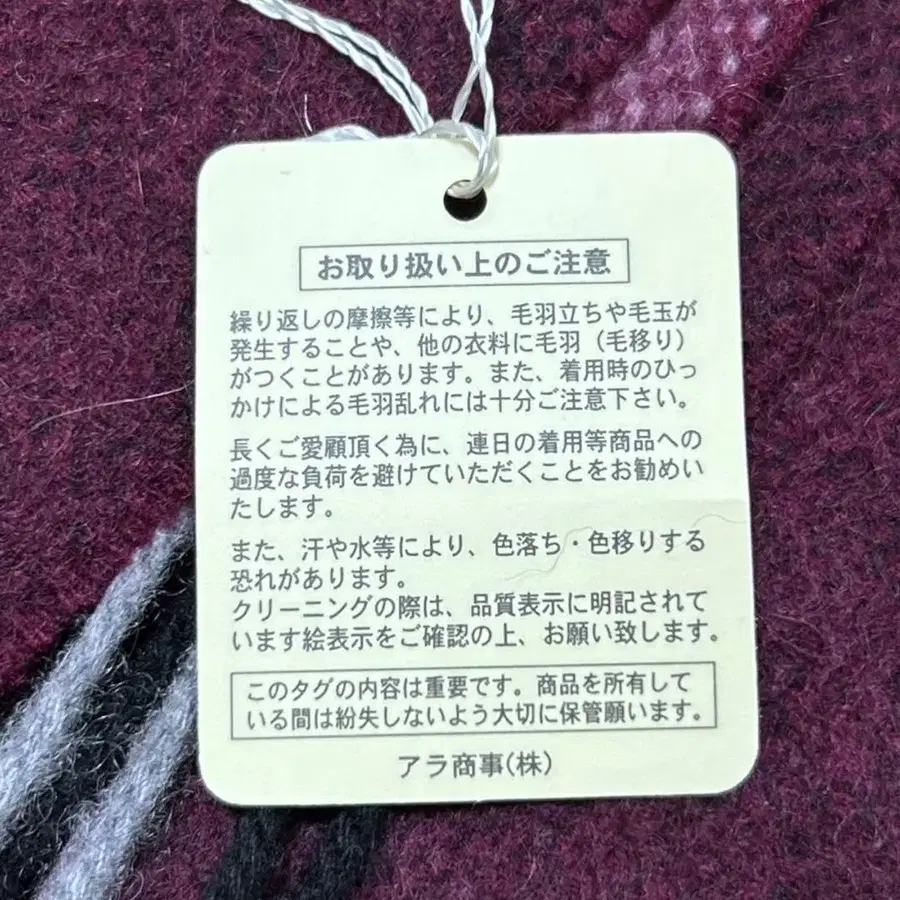 お取り扱い上のご注意
繰り返しの摩擦等により、毛羽立ちや毛玉が
発生することや、他の衣料に毛羽（毛移り）
がつくことがあります。また、着用時のひっ
かけによる毛羽乱れには十分ご注意下さい。
長くご愛顧頂く為に、連日の着用等商品への
過度な負荷を避けていただくことをお勧めい
たします。
また、汗や水等により、色落ち・色移りする
恐れがあります。
クリーニングの際は、品質表示に明記されて
います絵表示をご確認の上、お願い致します。
このタグの内容は重要です。商品を所有して
いる間は紛失しないよう大切に保管願います。
アラ商事(株)